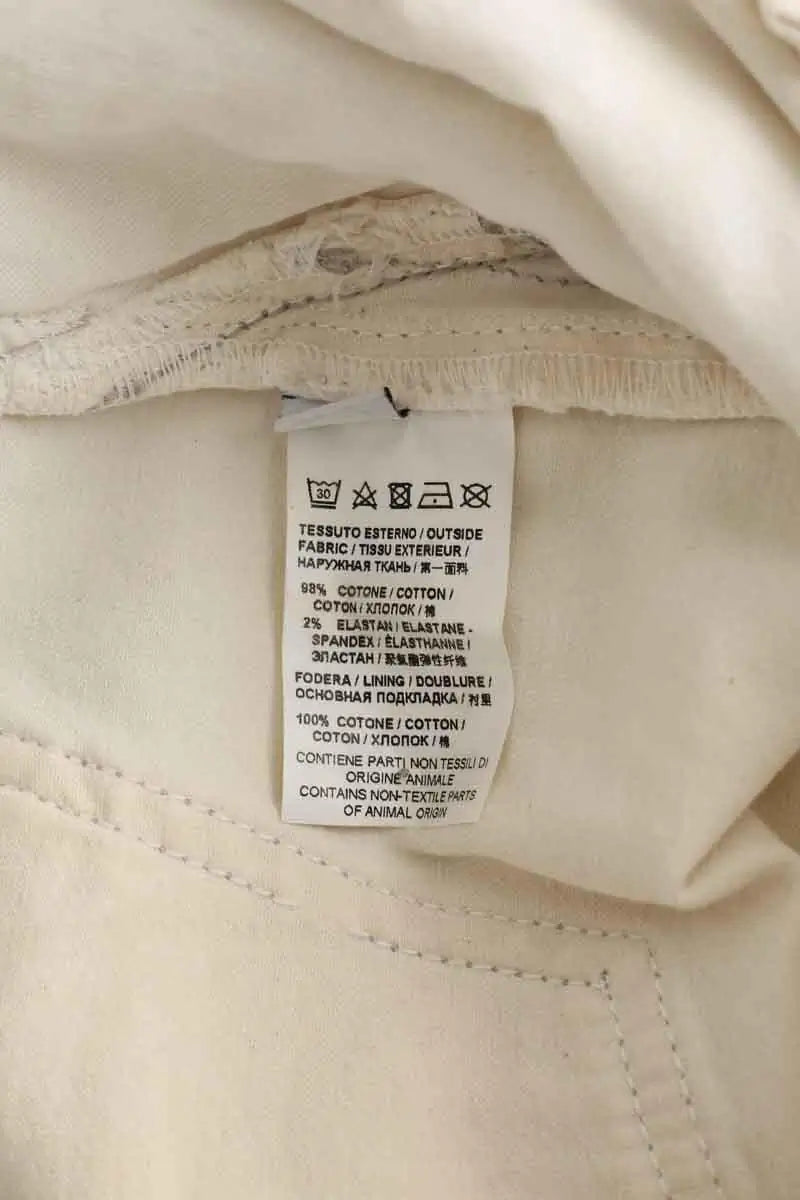 30
TESSUTO ESTERNO / OUTSIDE
FABRIC / TISSU EXTERIEUR /
НАРУЖНАЯ ТКАНЬ / 第一面料
98% COTONE / COTTON /
COTON / ХЛОПОК / 棉
2% ELASTAN / ELASTANE -
SPANDEX / ÉLASTHANNE /
ЭЛАСТАН / 聚氨酯弹性纤维
FODERA / LINING / DOUBLURE /
ОСНОВНАЯ ПОДКЛАДКА / 衬里
100% COTONE / COTTON /
COTON / ХЛОПОК / 棉
CONTIENE PARTI NON TESSILI DI
ORIGINE ANIMALE
CONTAINS NON-TEXTILE PARTS
OF ANIMAL ORIGIN